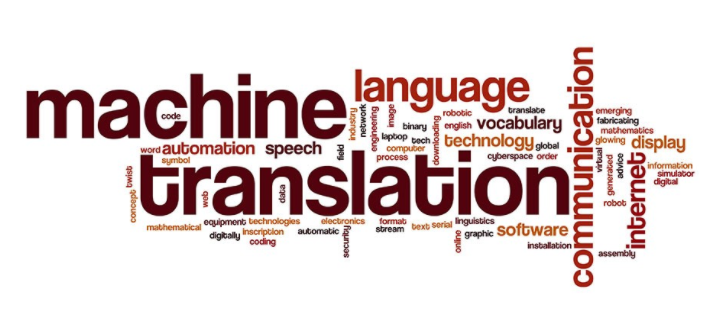 machine
language
communication
translation
code
industry
network
engineering
image
robotic
translate
emerging
fabricating
binary
english
vocabulary
mathematics
laptop
tech
downloading
technology
global
glowing
display
word
automation
speech
field
computer
process
cyberspace
order
virtual
generated
advice
information
simulator
digital
symbol
twist
concept
web
data
robot
internet
mathematical
equipment
technologies
electronics
format
text
serial
linguistics
software
digitally
inscription
automatic
security
stream
online
graphic
installation
coding
assembly